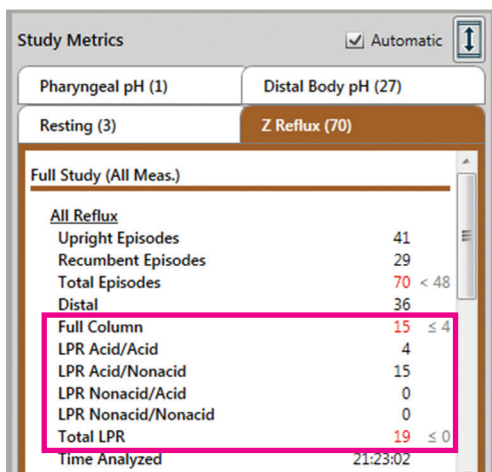 Study Metrics
Automatic
Pharyngeal pH (1)
Distal Body pH (27)
Resting (3)
Z Reflux (70)
Full Study (All Meas.)
All Reflux
Upright Episodes 41
Recumbent Episodes 29
Total Episodes 70 < 48
Distal 36
Full Column 15 ≤ 4
LPR Acid/Acid 4
LPR Acid/Nonacid 15
LPR Nonacid/Acid 0
LPR Nonacid/Nonacid 0
Total LPR 19 ≤ 0
Time Analyzed 21:23:02